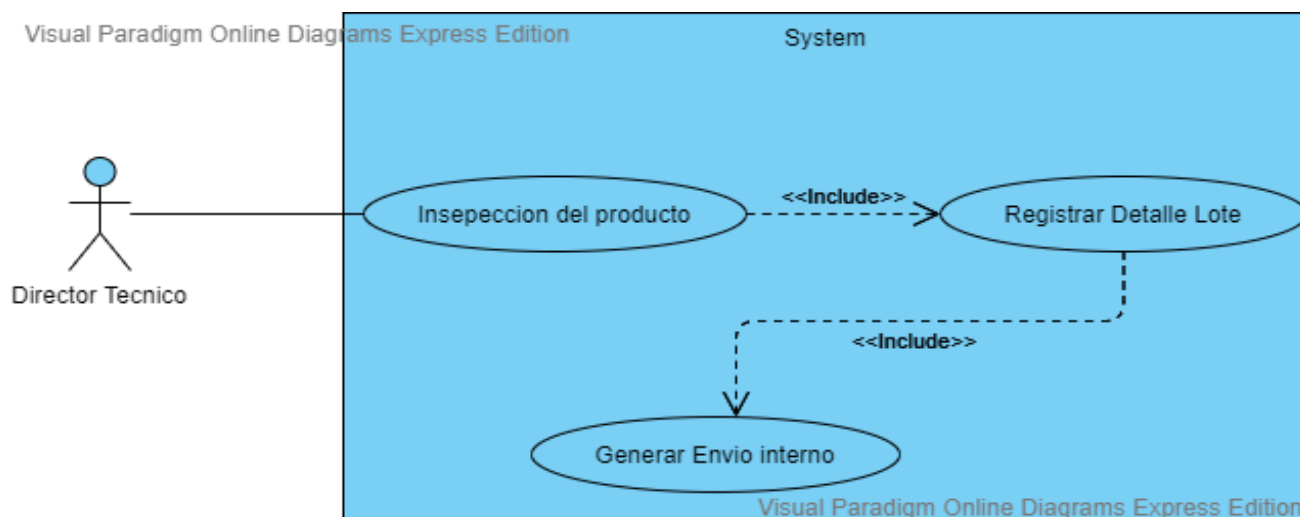 Visual Paradigm Online Diagrams Express Edition
System
Insepeccion del producto
<<Include>>
Registrar Detalle Lote
Director Tecnico
<<Include>>
Generar Envio interno
Visual Paradigm Online Diagrams Express Edition